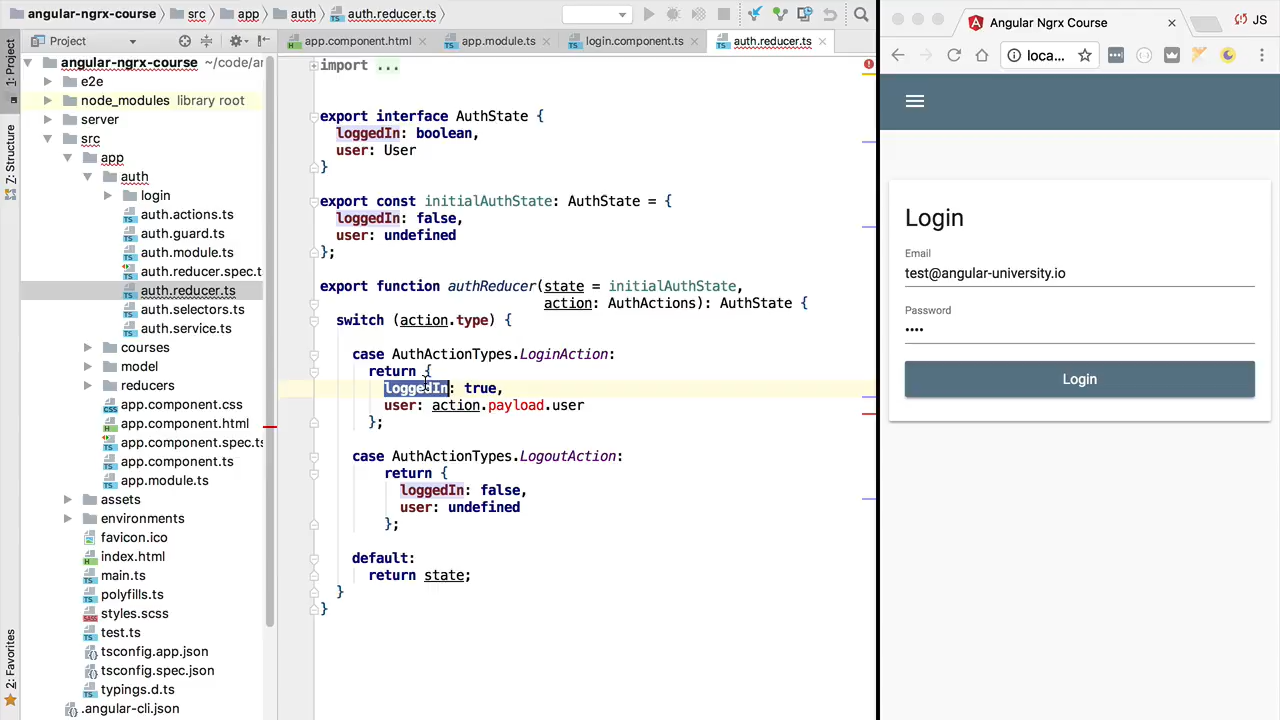 angular-ngrx-course src app auth auth.reducer.ts
Project
app.component.html app.module.ts login.component.ts auth.reducer.ts
1: Project
Z: Structure
2: Favorites
angular-ngrx-course ~/code/ar
e2e
node_modules library root
server
src
app
auth
login
auth.actions.ts
auth.guard.ts
auth.module.ts
auth.reducer.spec.t
auth.reducer.ts
auth.selectors.ts
auth.service.ts
courses
model
reducers
app.component.css
app.component.html
app.component.spec.ts
app.component.ts
app.module.ts
assets
environments
favicon.ico
index.html
main.ts
polyfills.ts
styles.scss
test.ts
tsconfig.app.json
tsconfig.spec.json
typings.d.ts
.angular-cli.json
import ...
export interface AuthState {
loggedIn: boolean,
user: User
}
export const initialAuthState: AuthState = {
loggedIn: false,
user: undefined
};
export function authReducer(state = initialAuthState,
action: AuthActions): AuthState {
switch (action.type) {
case AuthActionTypes.LoginAction:
return {
loggedIn: true,
user: action.payload.user
};
case AuthActionTypes.LogoutAction:
return {
loggedIn: false,
user: undefined
};
default:
return state;
}
}
Angular Ngrx Course
JS
loca...
Login
Email
test@angular-university.io
Password
••••
Login